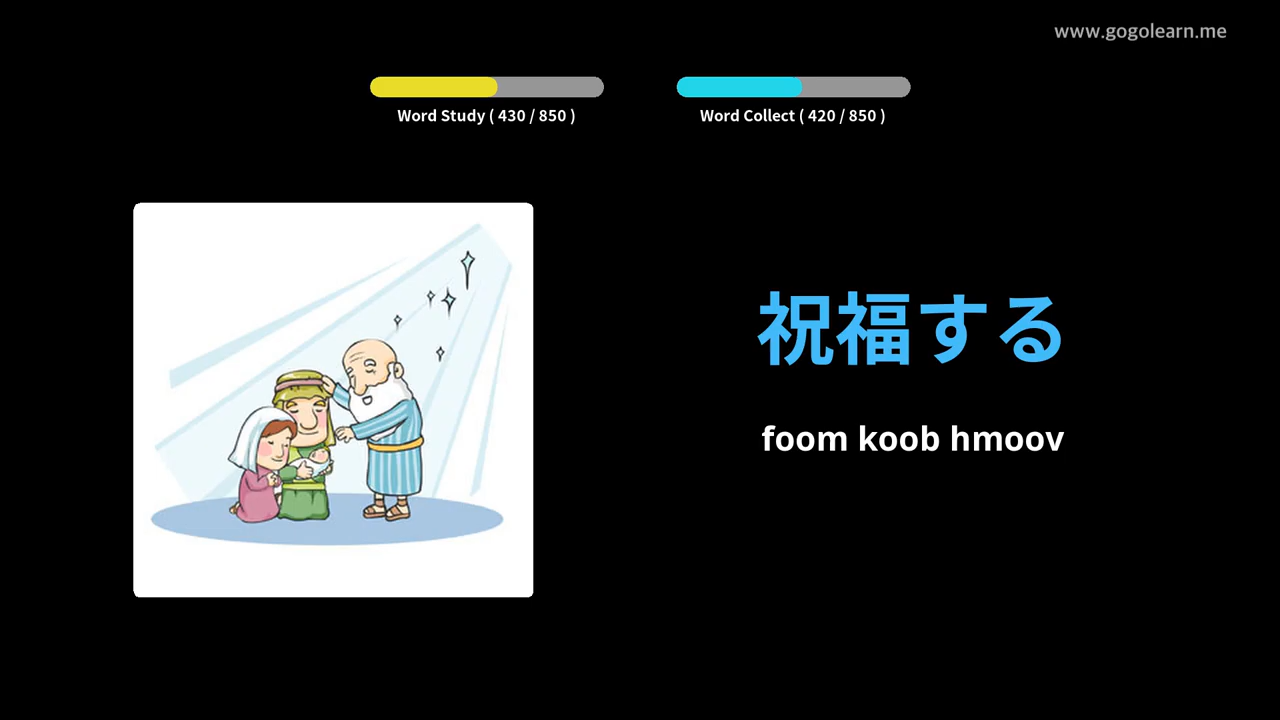 www.gogolearn.me
Word Study ( 430 / 850 )
Word Collect ( 420 / 850 )
祝福する
foom koob hmoov